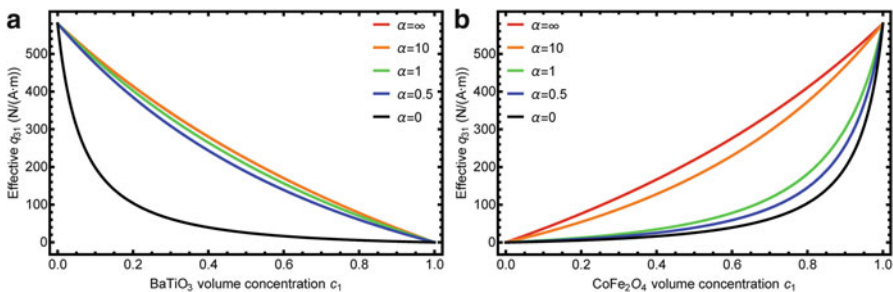 a
b
Effective q₃₁ (N/(A·m))
500
400
300
200
100
0
0.0 0.2 0.4 0.6 0.8 1.0
BaTiO₃ volume concentration c₁
α=∞
α=10
α=1
α=0.5
α=0
Effective q₃₁ (N/(A·m))
500
400
300
200
100
0
0.0 0.2 0.4 0.6 0.8 1.0
CoFe₂O₄ volume concentration c₁
α=∞
α=10
α=1
α=0.5
α=0